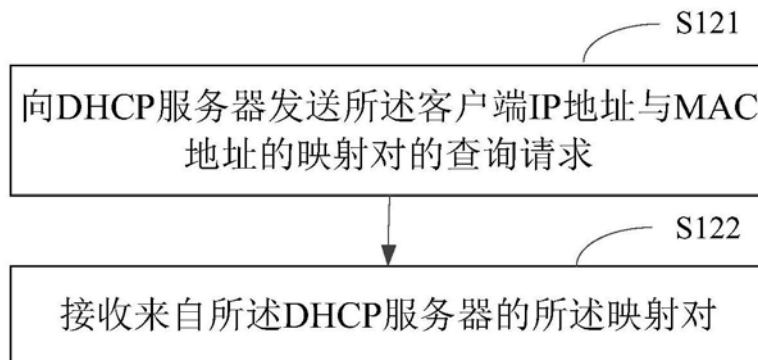 S121
向DHCP服务器发送所述客户端IP地址与MAC
地址的映射对的查询请求
S122
接收来自所述DHCP服务器的所述映射对